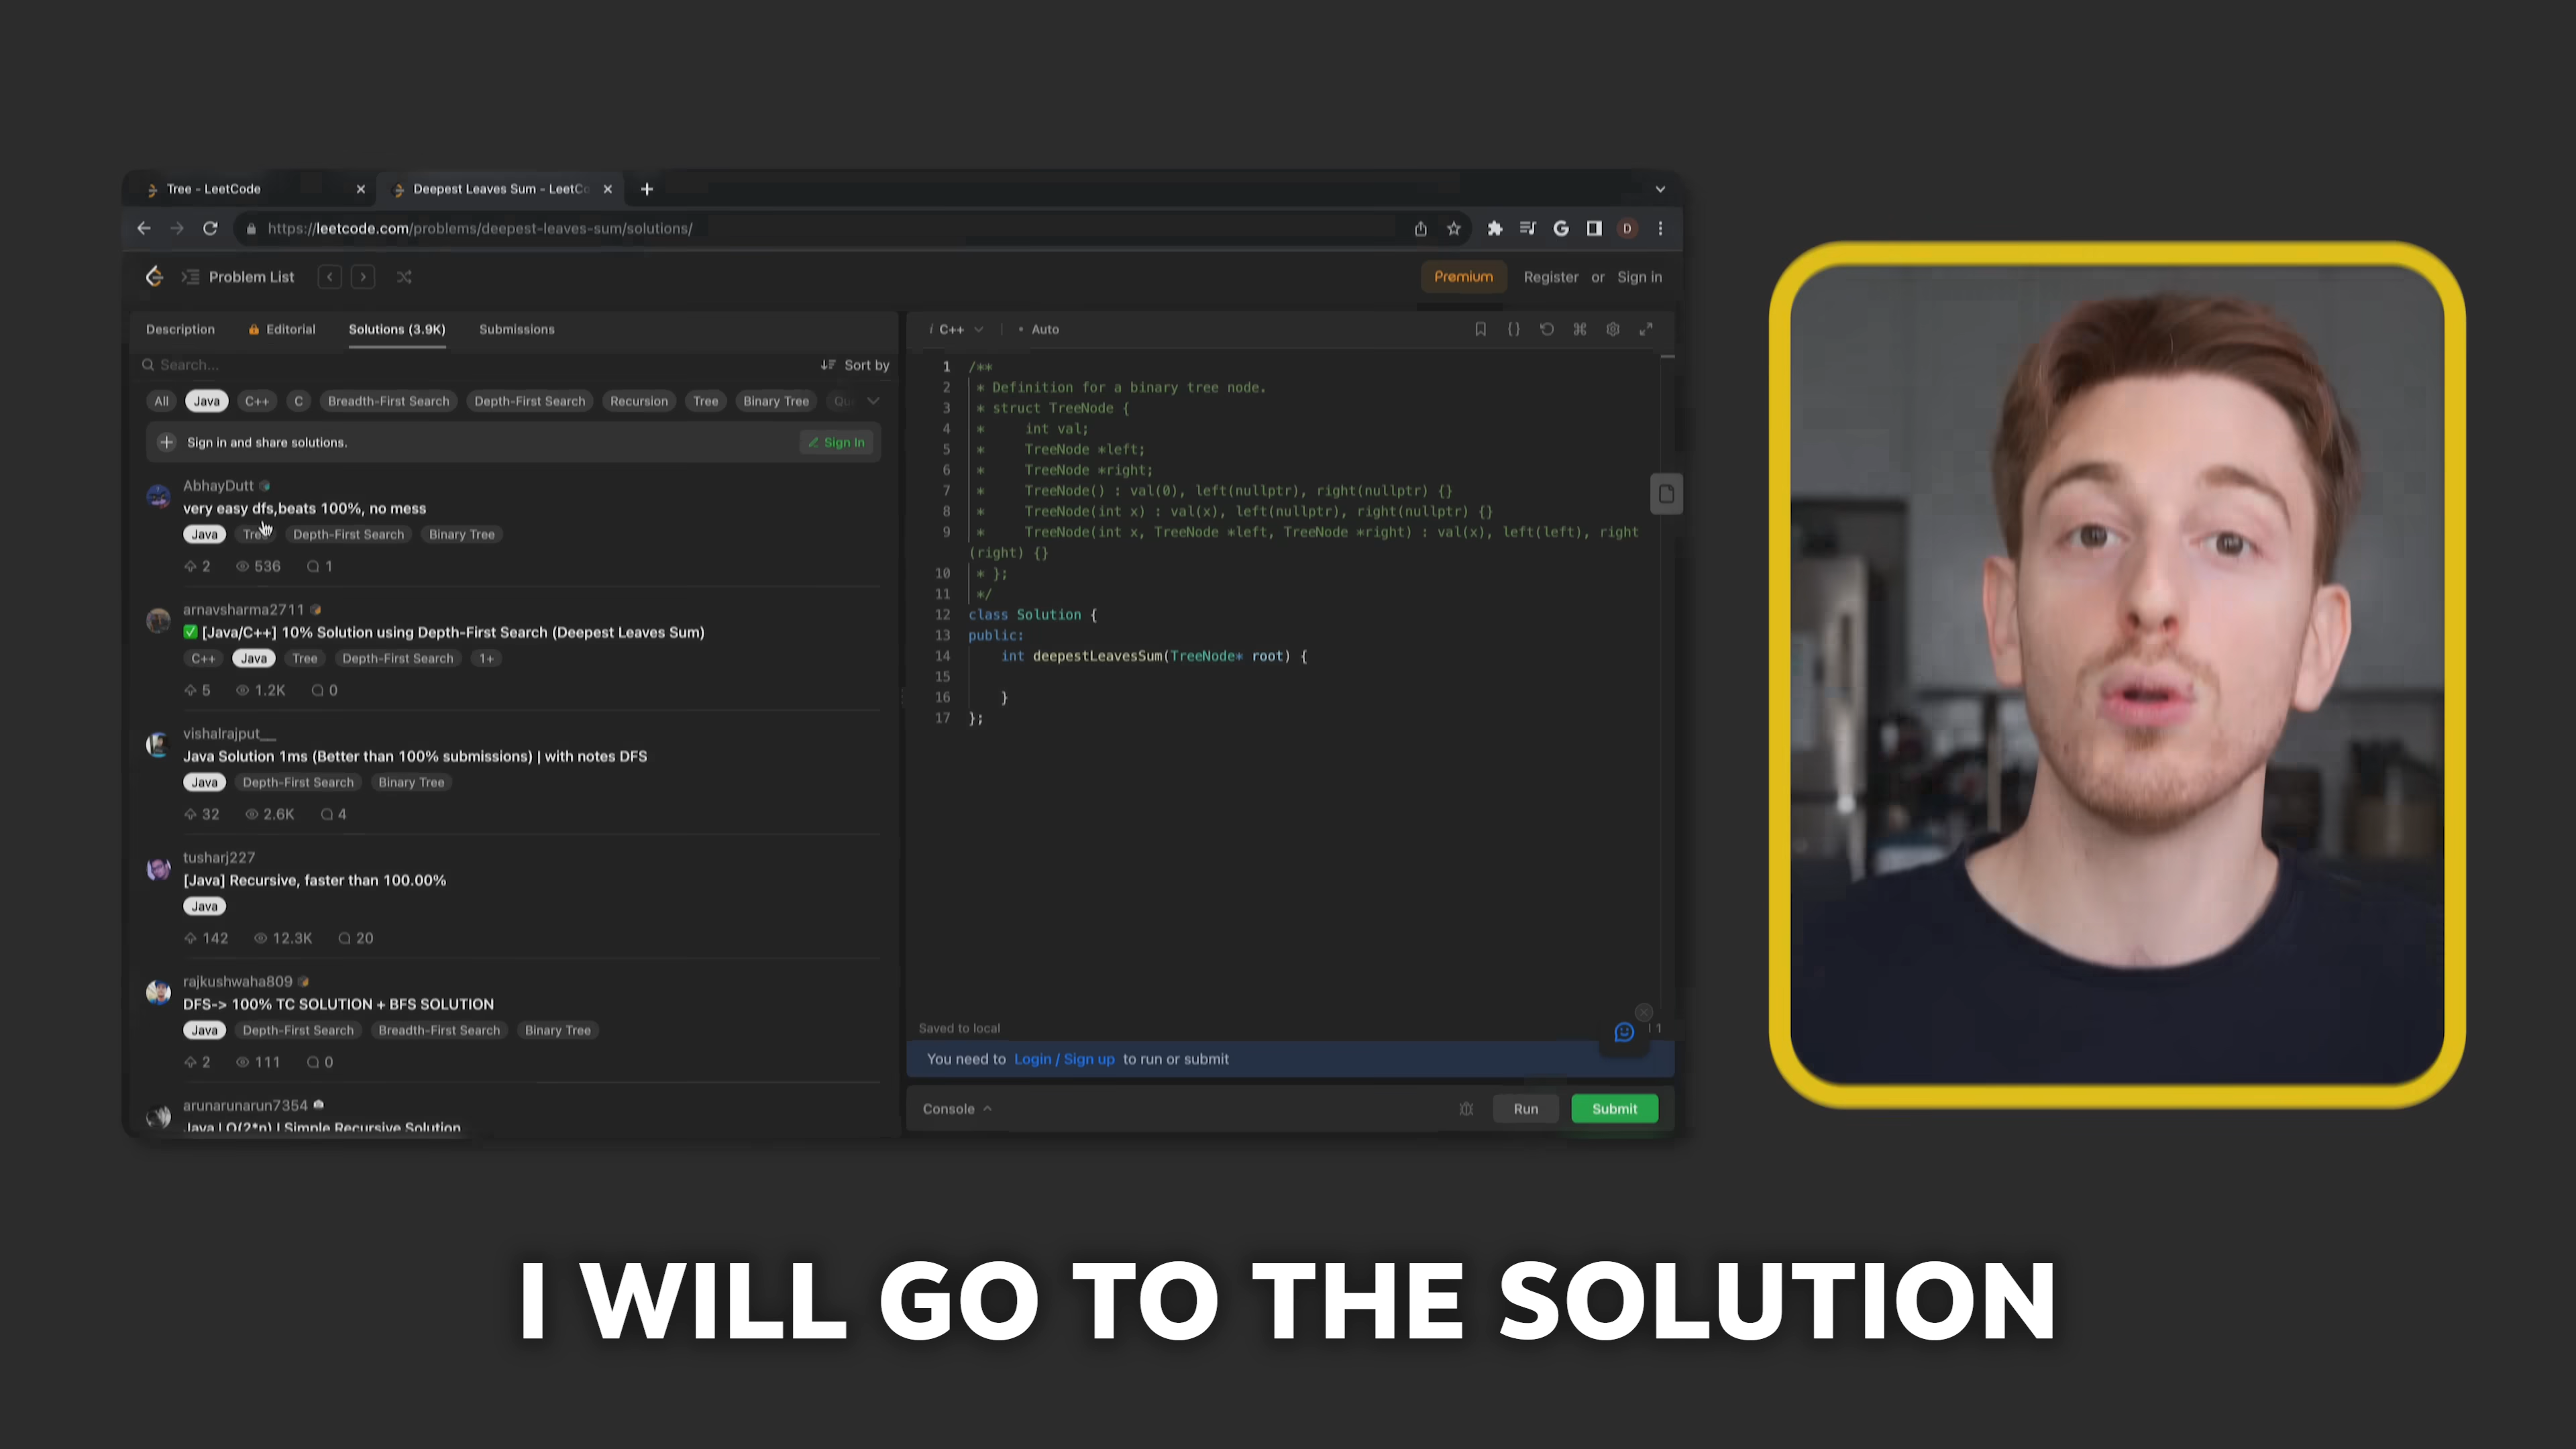 Tree - LeetCode
Deepest Leaves Sum - LeetCo
https://leetcode.com/problems/deepest-leaves-sum/solutions/
D
Problem List
Premium
Register or Sign in
Description
Editorial
Solutions (3.9K)
Submissions
Search...
Sort by
All
Java
C++
C
Breadth-First Search
Depth-First Search
Recursion
Tree
Binary Tree
Qu
Sign in and share solutions.
Sign In
AbhayDutt
very easy dfs,beats 100%, no mess
Java
Tree
Depth-First Search
Binary Tree
2
536
1
arnavsharma2711
[Java/C++] 10% Solution using Depth-First Search (Deepest Leaves Sum)
C++
Java
Tree
Depth-First Search
1+
5
1.2K
0
vishalrajput__
Java Solution 1ms (Better than 100% submissions) | with notes DFS
Java
Depth-First Search
Binary Tree
32
2.6K
4
tusharj227
[Java] Recursive, faster than 100.00%
Java
142
12.3K
20
rajkushwaha809
DFS-> 100% TC SOLUTION + BFS SOLUTION
Java
Depth-First Search
Breadth-First Search
Binary Tree
2
111
0
arunarunarun7354
Java | O(2*n) | Simple Recursive Solution
i C++
• Auto
1 /**
2 * Definition for a binary tree node.
3 * struct TreeNode {
4 * int val;
5 * TreeNode *left;
6 * TreeNode *right;
7 * TreeNode() : val(0), left(nullptr), right(nullptr) {}
8 * TreeNode(int x) : val(x), left(nullptr), right(nullptr) {}
9 * TreeNode(int x, TreeNode *left, TreeNode *right) : val(x), left(left), right
(right) {}
10 * };
11 */
12 class Solution {
13 public:
14 int deepestLeavesSum(TreeNode* root) {
15
16 }
17 };
Saved to local
You need to Login / Sign up to run or submit
Console
Run
Submit
I WILL GO TO THE SOLUTION